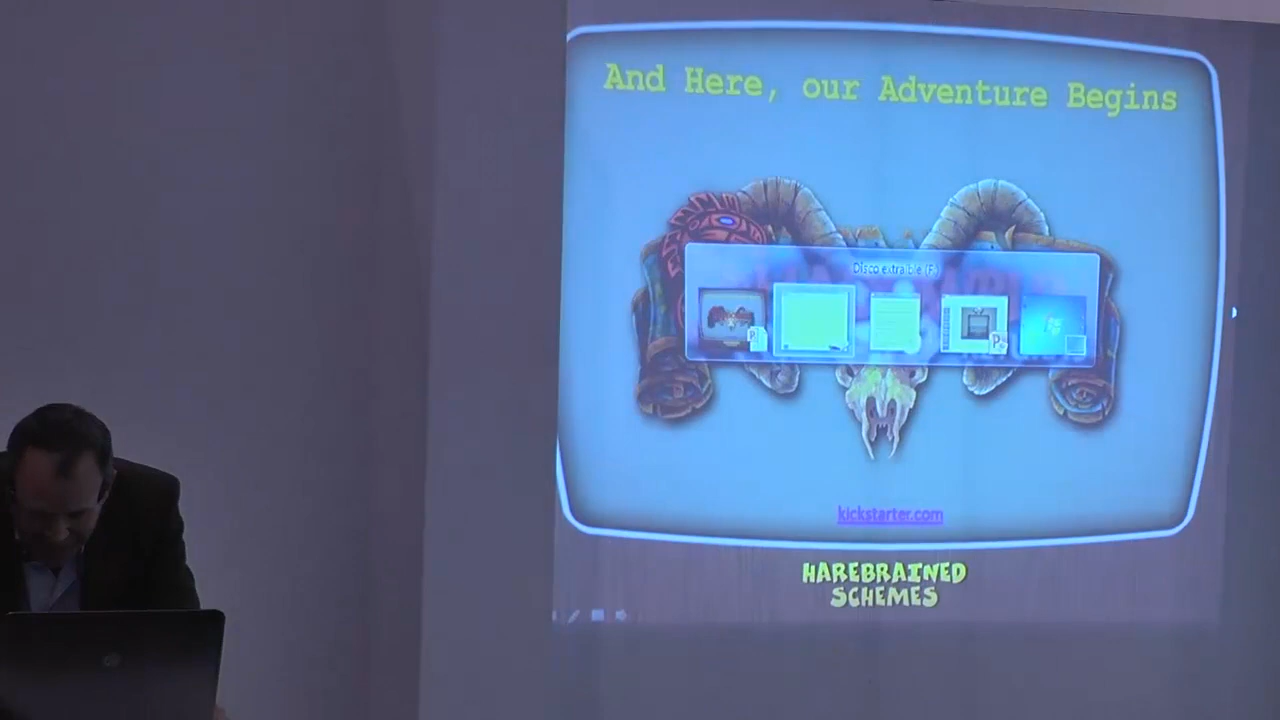 And Here, our Adventure Begins
Disco extraíble (F:)
kickstarter.com
HAREBRAINED
SCHEMES